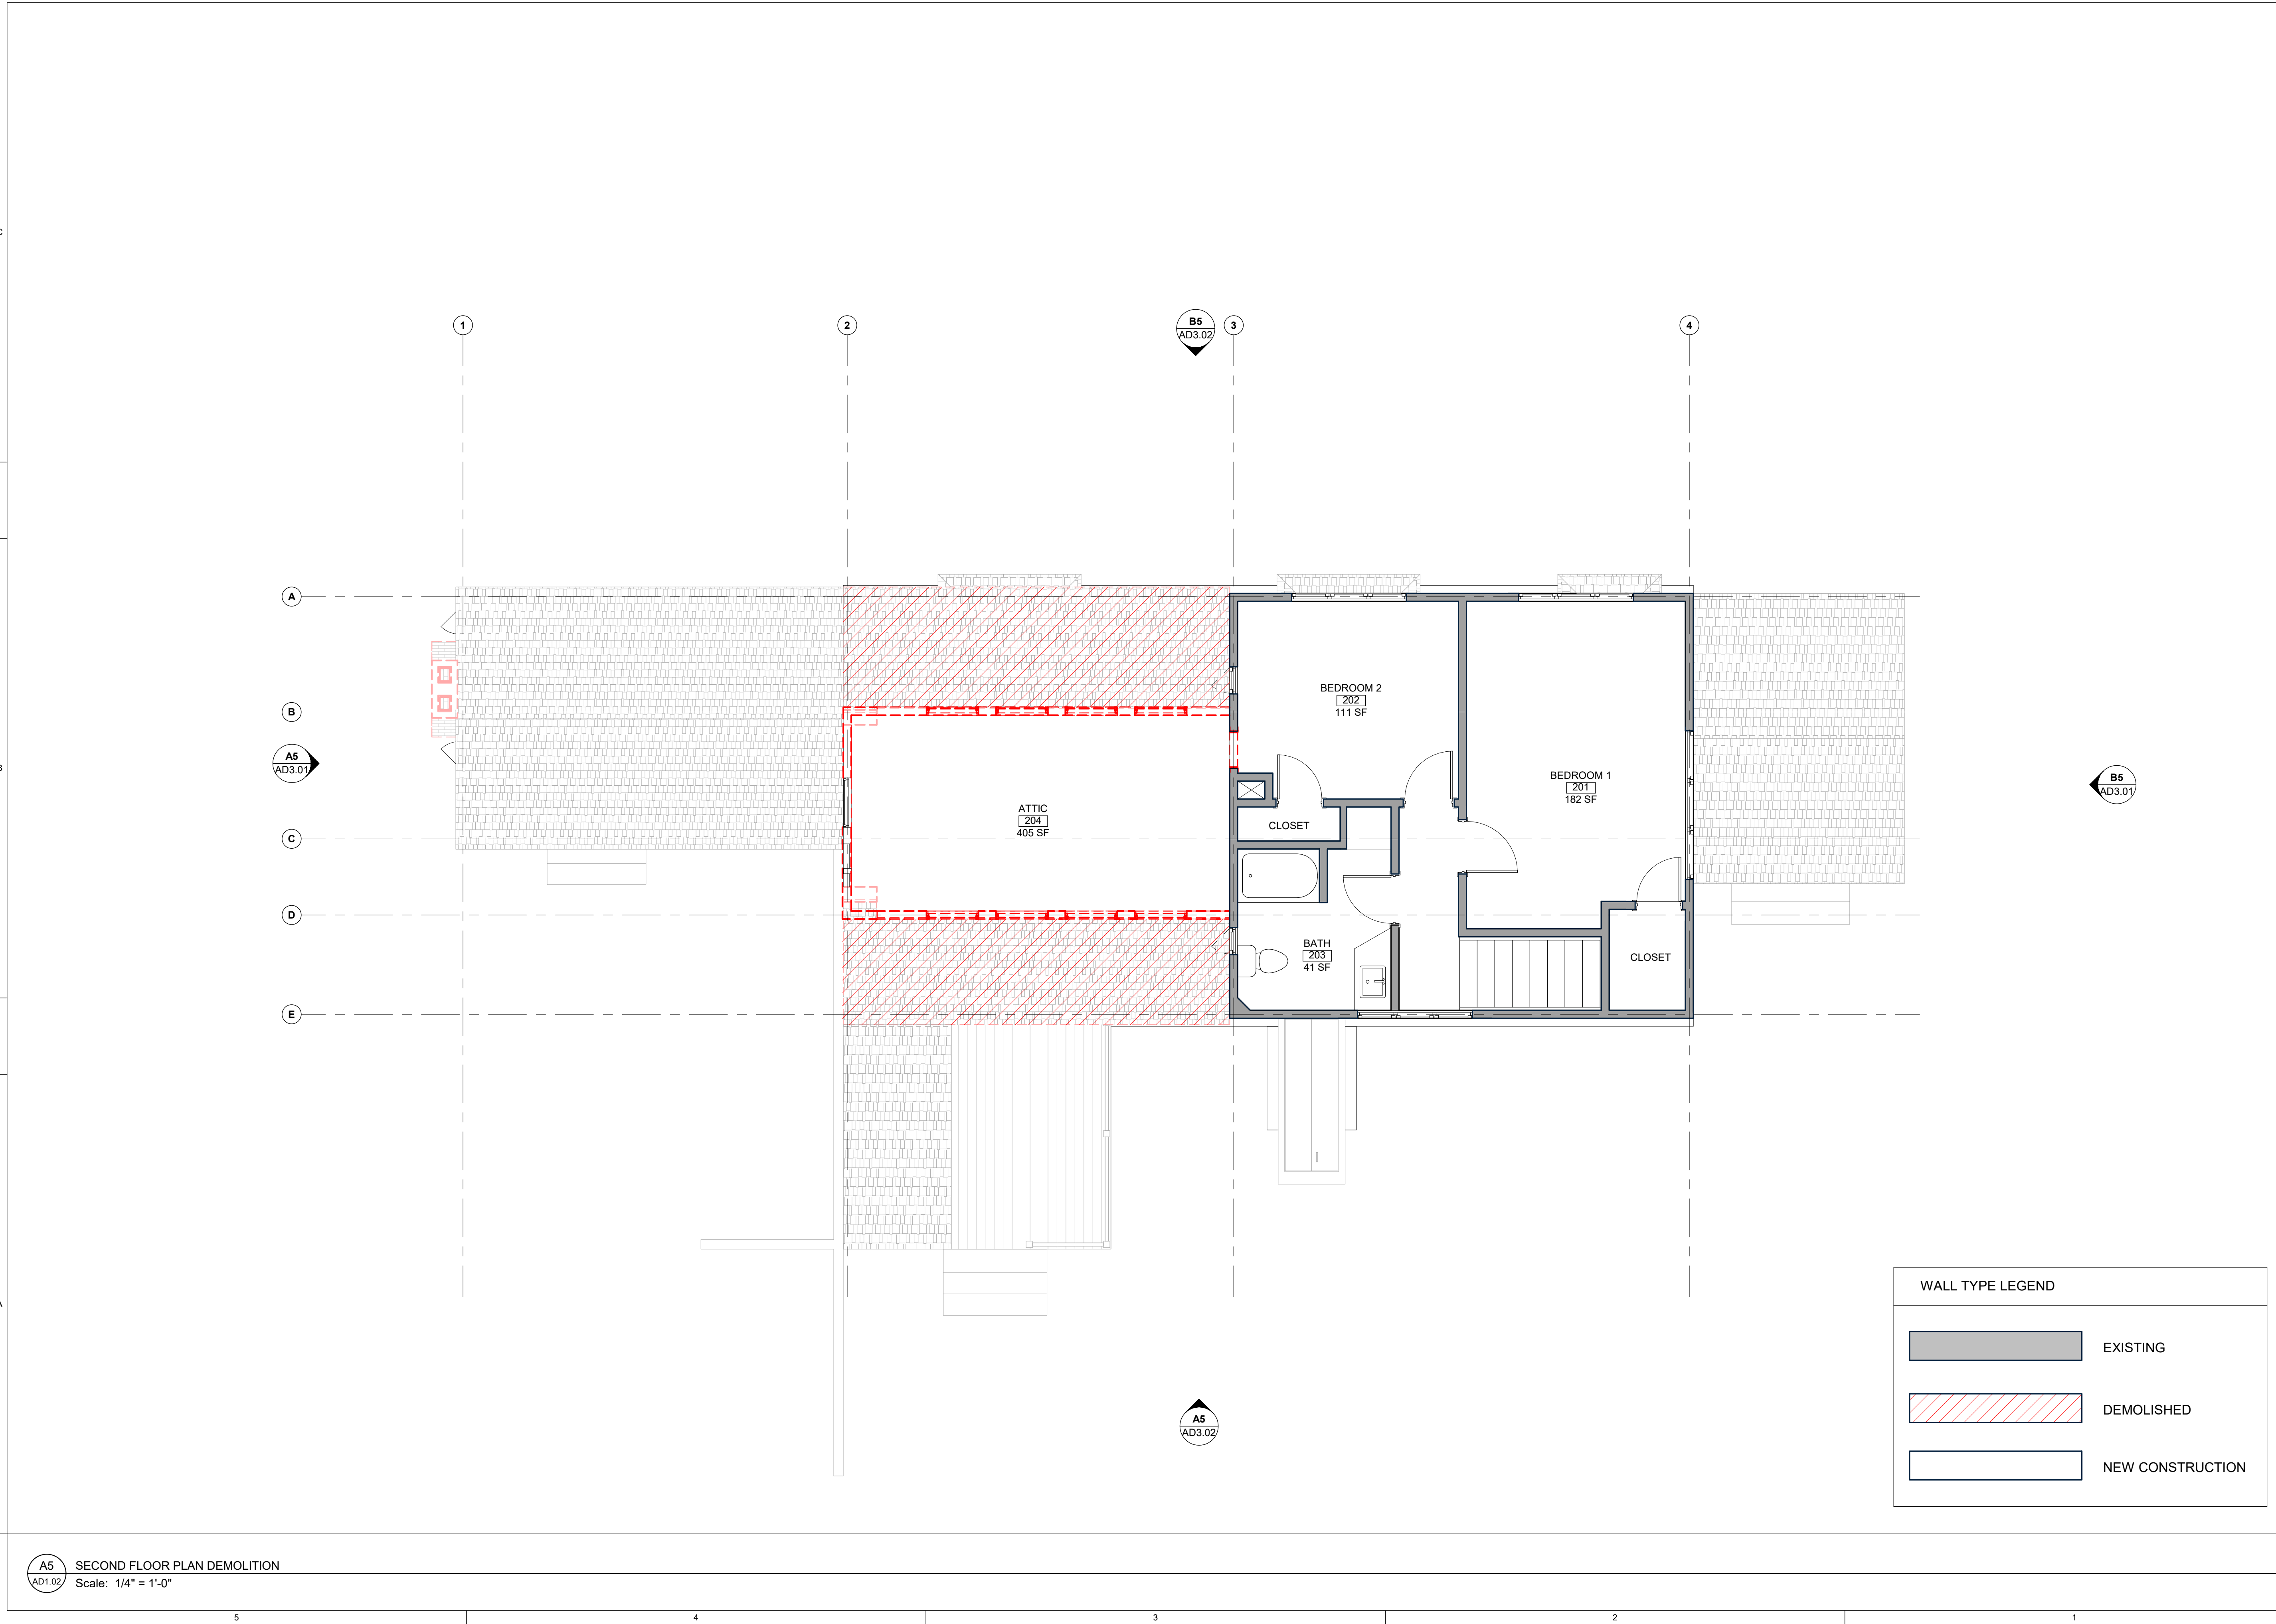 C
1
2
B5
AD3.02
3
4
A
B
A5
AD3.01
B
BEDROOM 2
202
111 SF
BEDROOM 1
201
182 SF
B5
AD3.01
ATTIC
204
405 SF
C
CLOSET
D
BATH
203
41 SF
CLOSET
E
A
WALL TYPE LEGEND
EXISTING
DEMOLISHED
NEW CONSTRUCTION
A5
AD3.02
A5
AD1.02
SECOND FLOOR PLAN DEMOLITION
Scale: 1/4" = 1'-0"
5
4
3
2
1